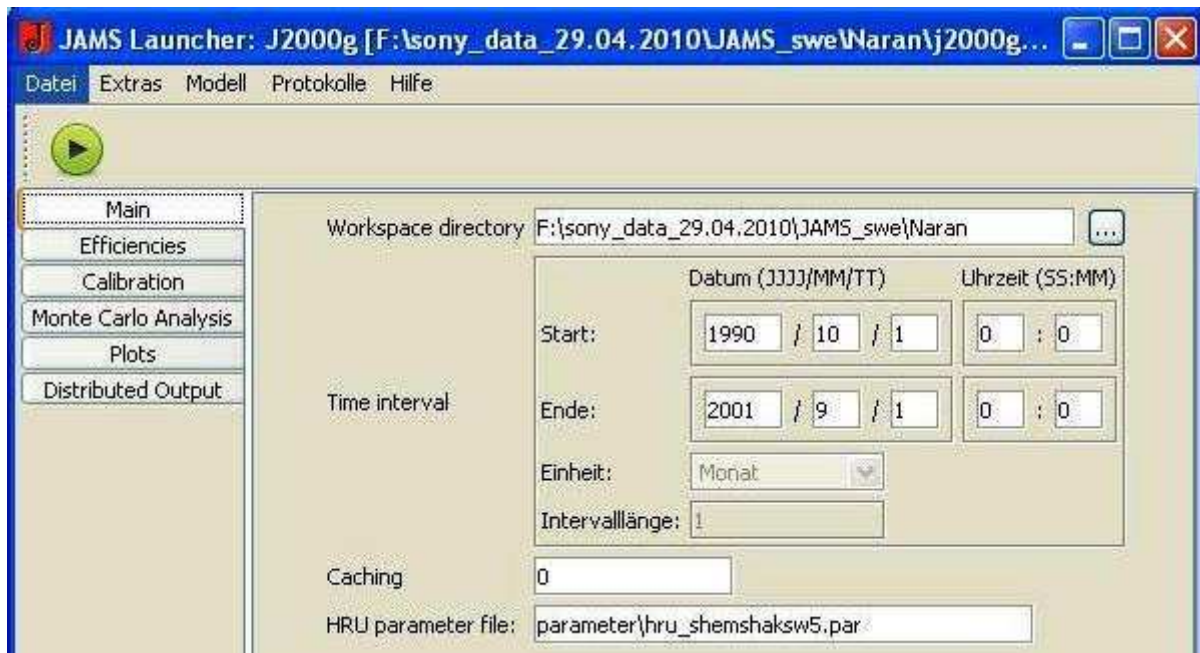 JAMS Launcher: J2000g [F:\sony_data_29.04.2010\JAMS_swe\Naran\j2000g...
Datei Extras Modell Protokolle Hilfe
Main
Efficiencies
Calibration
Monte Carlo Analysis
Plots
Distributed Output
Workspace directory F:\sony_data_29.04.2010\JAMS_swe\Naran ...
Time interval
Datum (JJJJ/MM/TT) Uhrzeit (SS:MM)
Start: 1990 / 10 / 1 0 : 0
Ende: 2001 / 9 / 1 0 : 0
Einheit: Monat
Intervalllänge: 1
Caching 0
HRU parameter file: parameter\hru_shemshaksw5.par